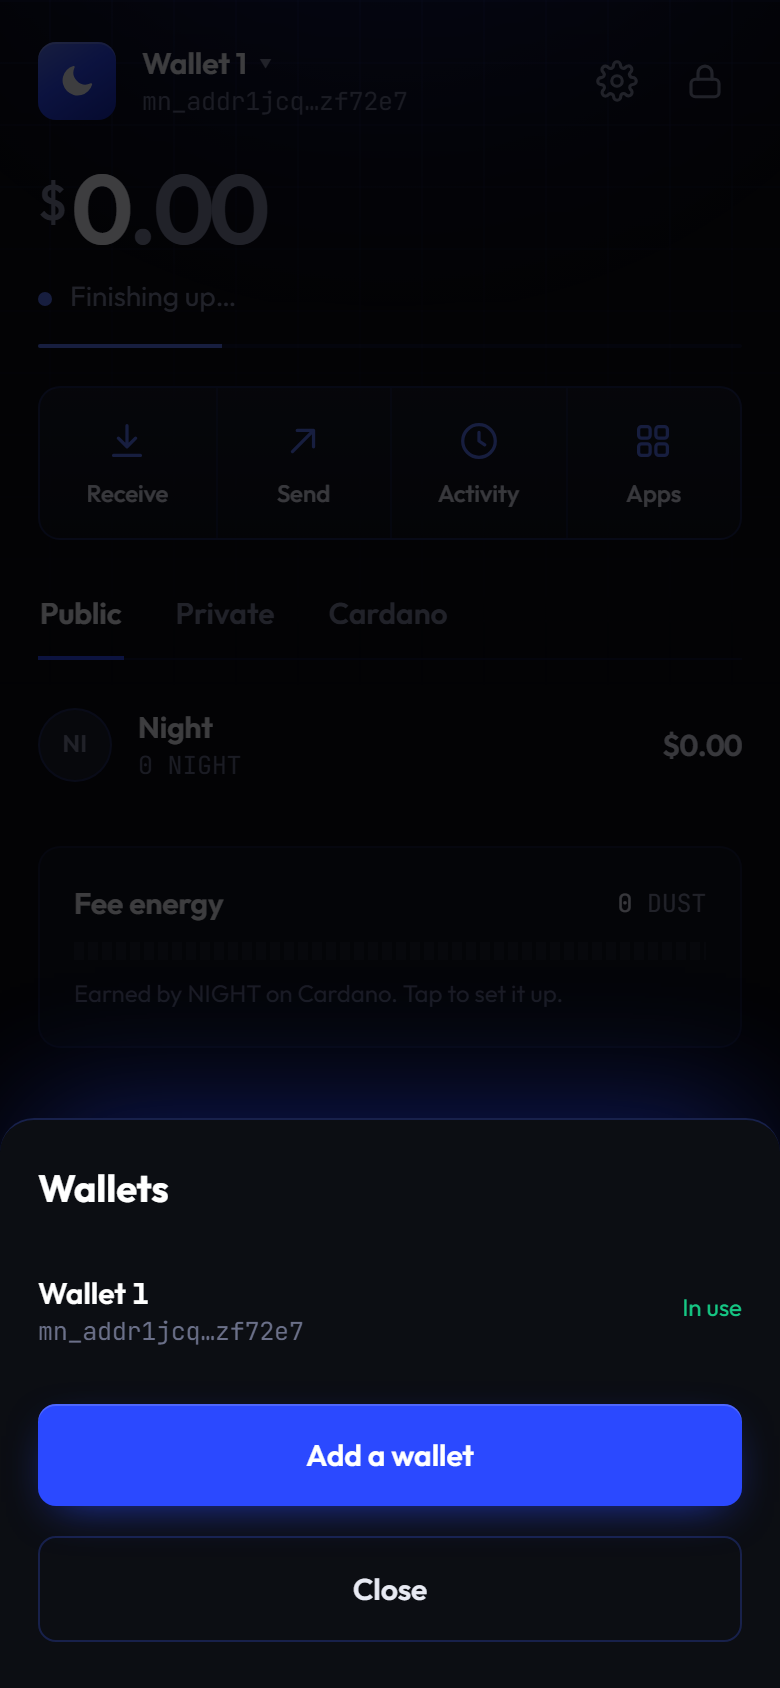 Wallet 1 ▼
mn_addr1jcq…zf72e7
$0.00
Finishing up…
Receive Send Activity Apps
Public Private Cardano
NI Night $0.00
0 NIGHT
Fee energy 0 DUST
Earned by NIGHT on Cardano. Tap to set it up.
Wallets
Wallet 1
In use
mn_addr1jcq…zf72e7
Add a wallet
Close